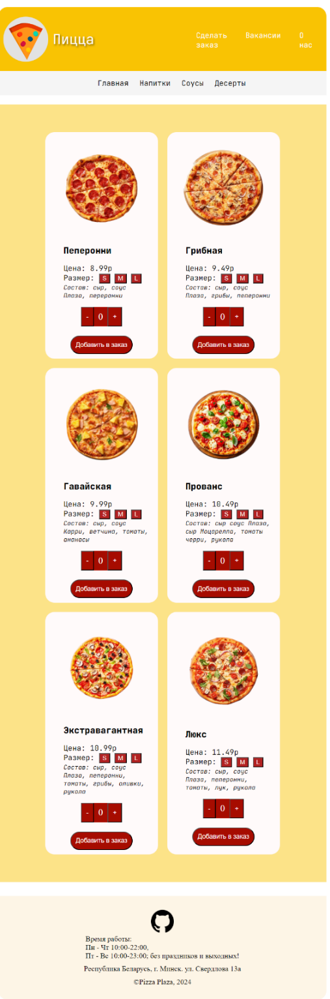 Пицца
Сделать заказ
Вакансии
О нас
Главная Напитки Соусы Десерты
Пеперонни
Цена: 8.99р
Размер: S M L
Состав: сыр, соус
Плаза, переронни
- 0 +
Добавить в заказ
Грибная
Цена: 9.49р
Размер: S M L
Состав: сыр, соус
Плаза, грибы, пеперонни
- 0 +
Добавить в заказ
Гавайская
Цена: 9.99р
Размер: S M L
Состав: сыр, соус
Карри, ветчина, томаты,
ананасы
- 0 +
Добавить в заказ
Прованс
Цена: 10.49р
Размер: S M L
Состав: сыр соус Плаза,
сыр Моцарелла, томаты
черри, рукола
- 0 +
Добавить в заказ
Экстравагантная
Цена: 10.99р
Размер: S M L
Состав: сыр, соус
Плаза, пеперонни,
томаты, грибы, оливки,
рукола
- 0 +
Добавить в заказ
Люкс
Цена: 11.49р
Размер: S M L
Состав: сыр, соус
Плаза, пеперонни,
томаты, лук, рукола
- 0 +
Добавить в заказ
Время работы:
Пн - Чт 10:00-22:00,
Пт - Вс 10:00-23:00; без праздников и выходных!
Республика Беларусь, г. Минск. ул. Свердлова 13а
©Pizza Plaza, 2024